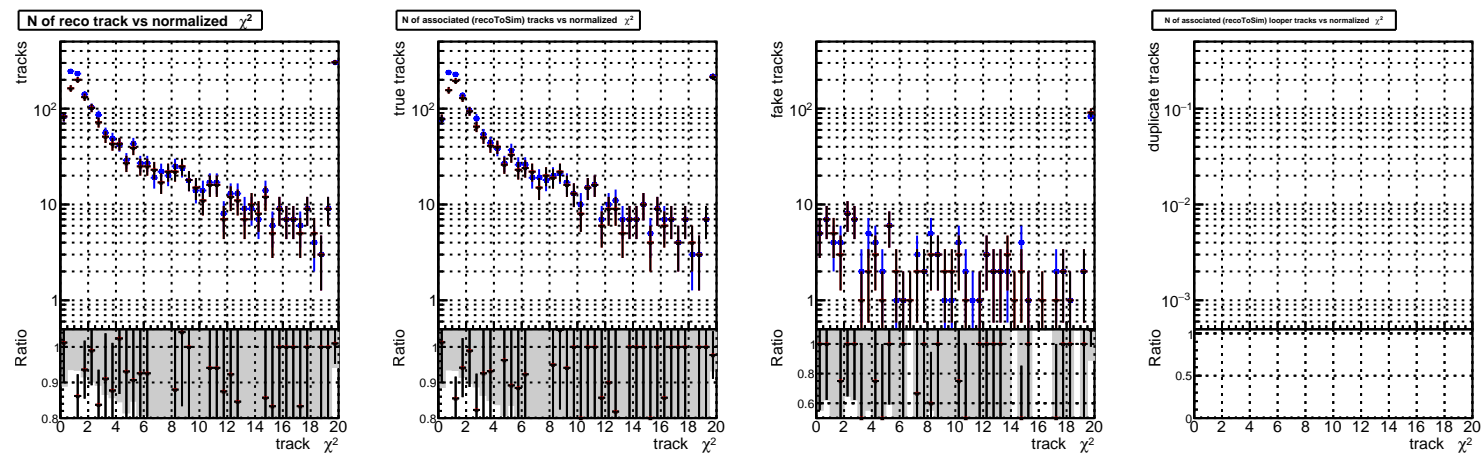 N of reco track vs normalized χ²
tracks
10²
10
1
Ratio
1
0.9
0.8
0 2 4 6 8 10 12 14 16 18 20
track χ²
N of associated (recoToSim) tracks vs normalized χ²
true tracks
10²
10
1
Ratio
1
0.9
0.8
0 2 4 6 8 10 12 14 16 18 20
track χ²
fake tracks
10²
10
1
Ratio
1
0.8
0.6
0 2 4 6 8 10 12 14 16 18 20
track χ²
N of associated (recoToSim) looper tracks vs normalized χ²
duplicate tracks
10⁻¹
10⁻²
10⁻³
Ratio
1
0.5
0
0 2 4 6 8 10 12 14 16 18 20
track χ²